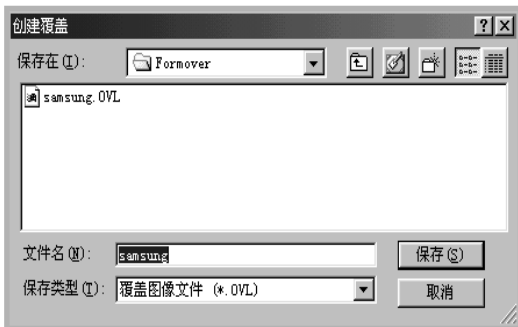 创建覆盖
保存在(I): Formover
samsung.OVL
文件名(N): samsung 保存(S)
保存类型(T): 覆盖图像文件 (*.OVL) 取消